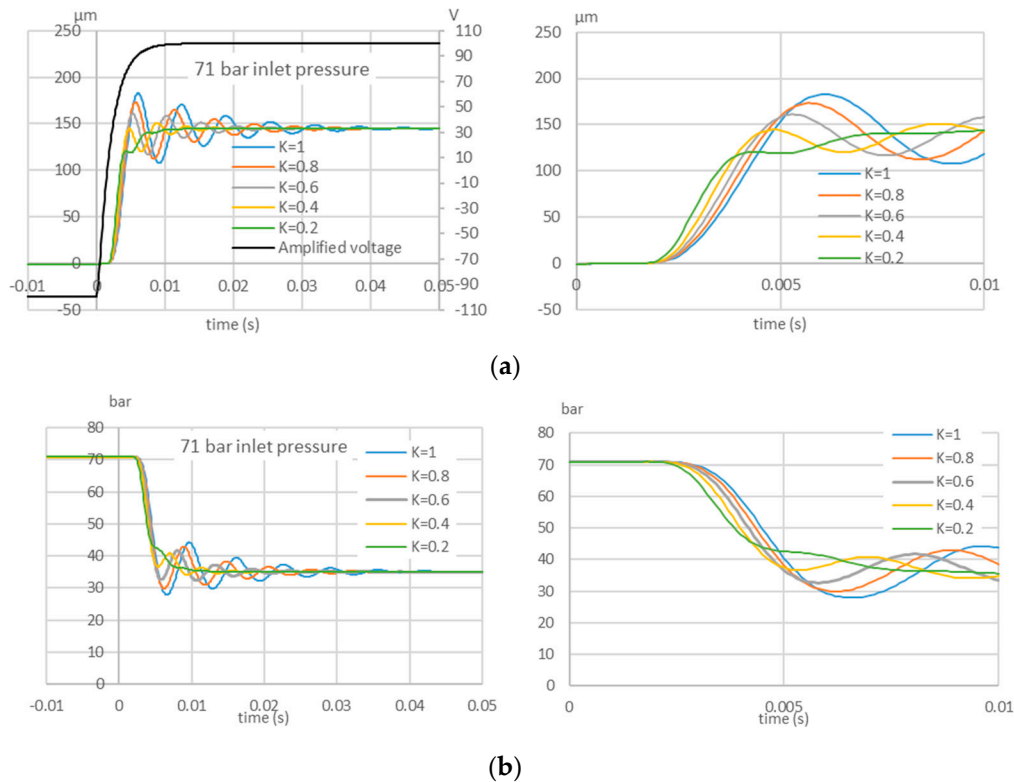 μm V μm
250 110
90
200 70
50
150 30
10
100 -10
-30
50 -50
-70
0 -90
-50 -110
71 bar inlet pressure
K=1
K=0.8
K=0.6
K=0.4
K=0.2
Amplified voltage
-0.01 0 0.01 0.02 0.03 0.04 0.05
time (s)
250
200
150
100
50
0
-50
K=1
K=0.8
K=0.6
K=0.4
K=0.2
0 0.005 0.01
time (s)
(a)
bar
80
70
60
50
40
30
20
10
0
71 bar inlet pressure
K=1
K=0.8
K=0.6
K=0.4
K=0.2
-0.01 0 0.01 0.02 0.03 0.04 0.05
time (s)
bar
80
70
60
50
40
30
20
10
0
K=1
K=0.8
K=0.6
K=0.4
K=0.2
0 0.005 0.01
time (s)
(b)